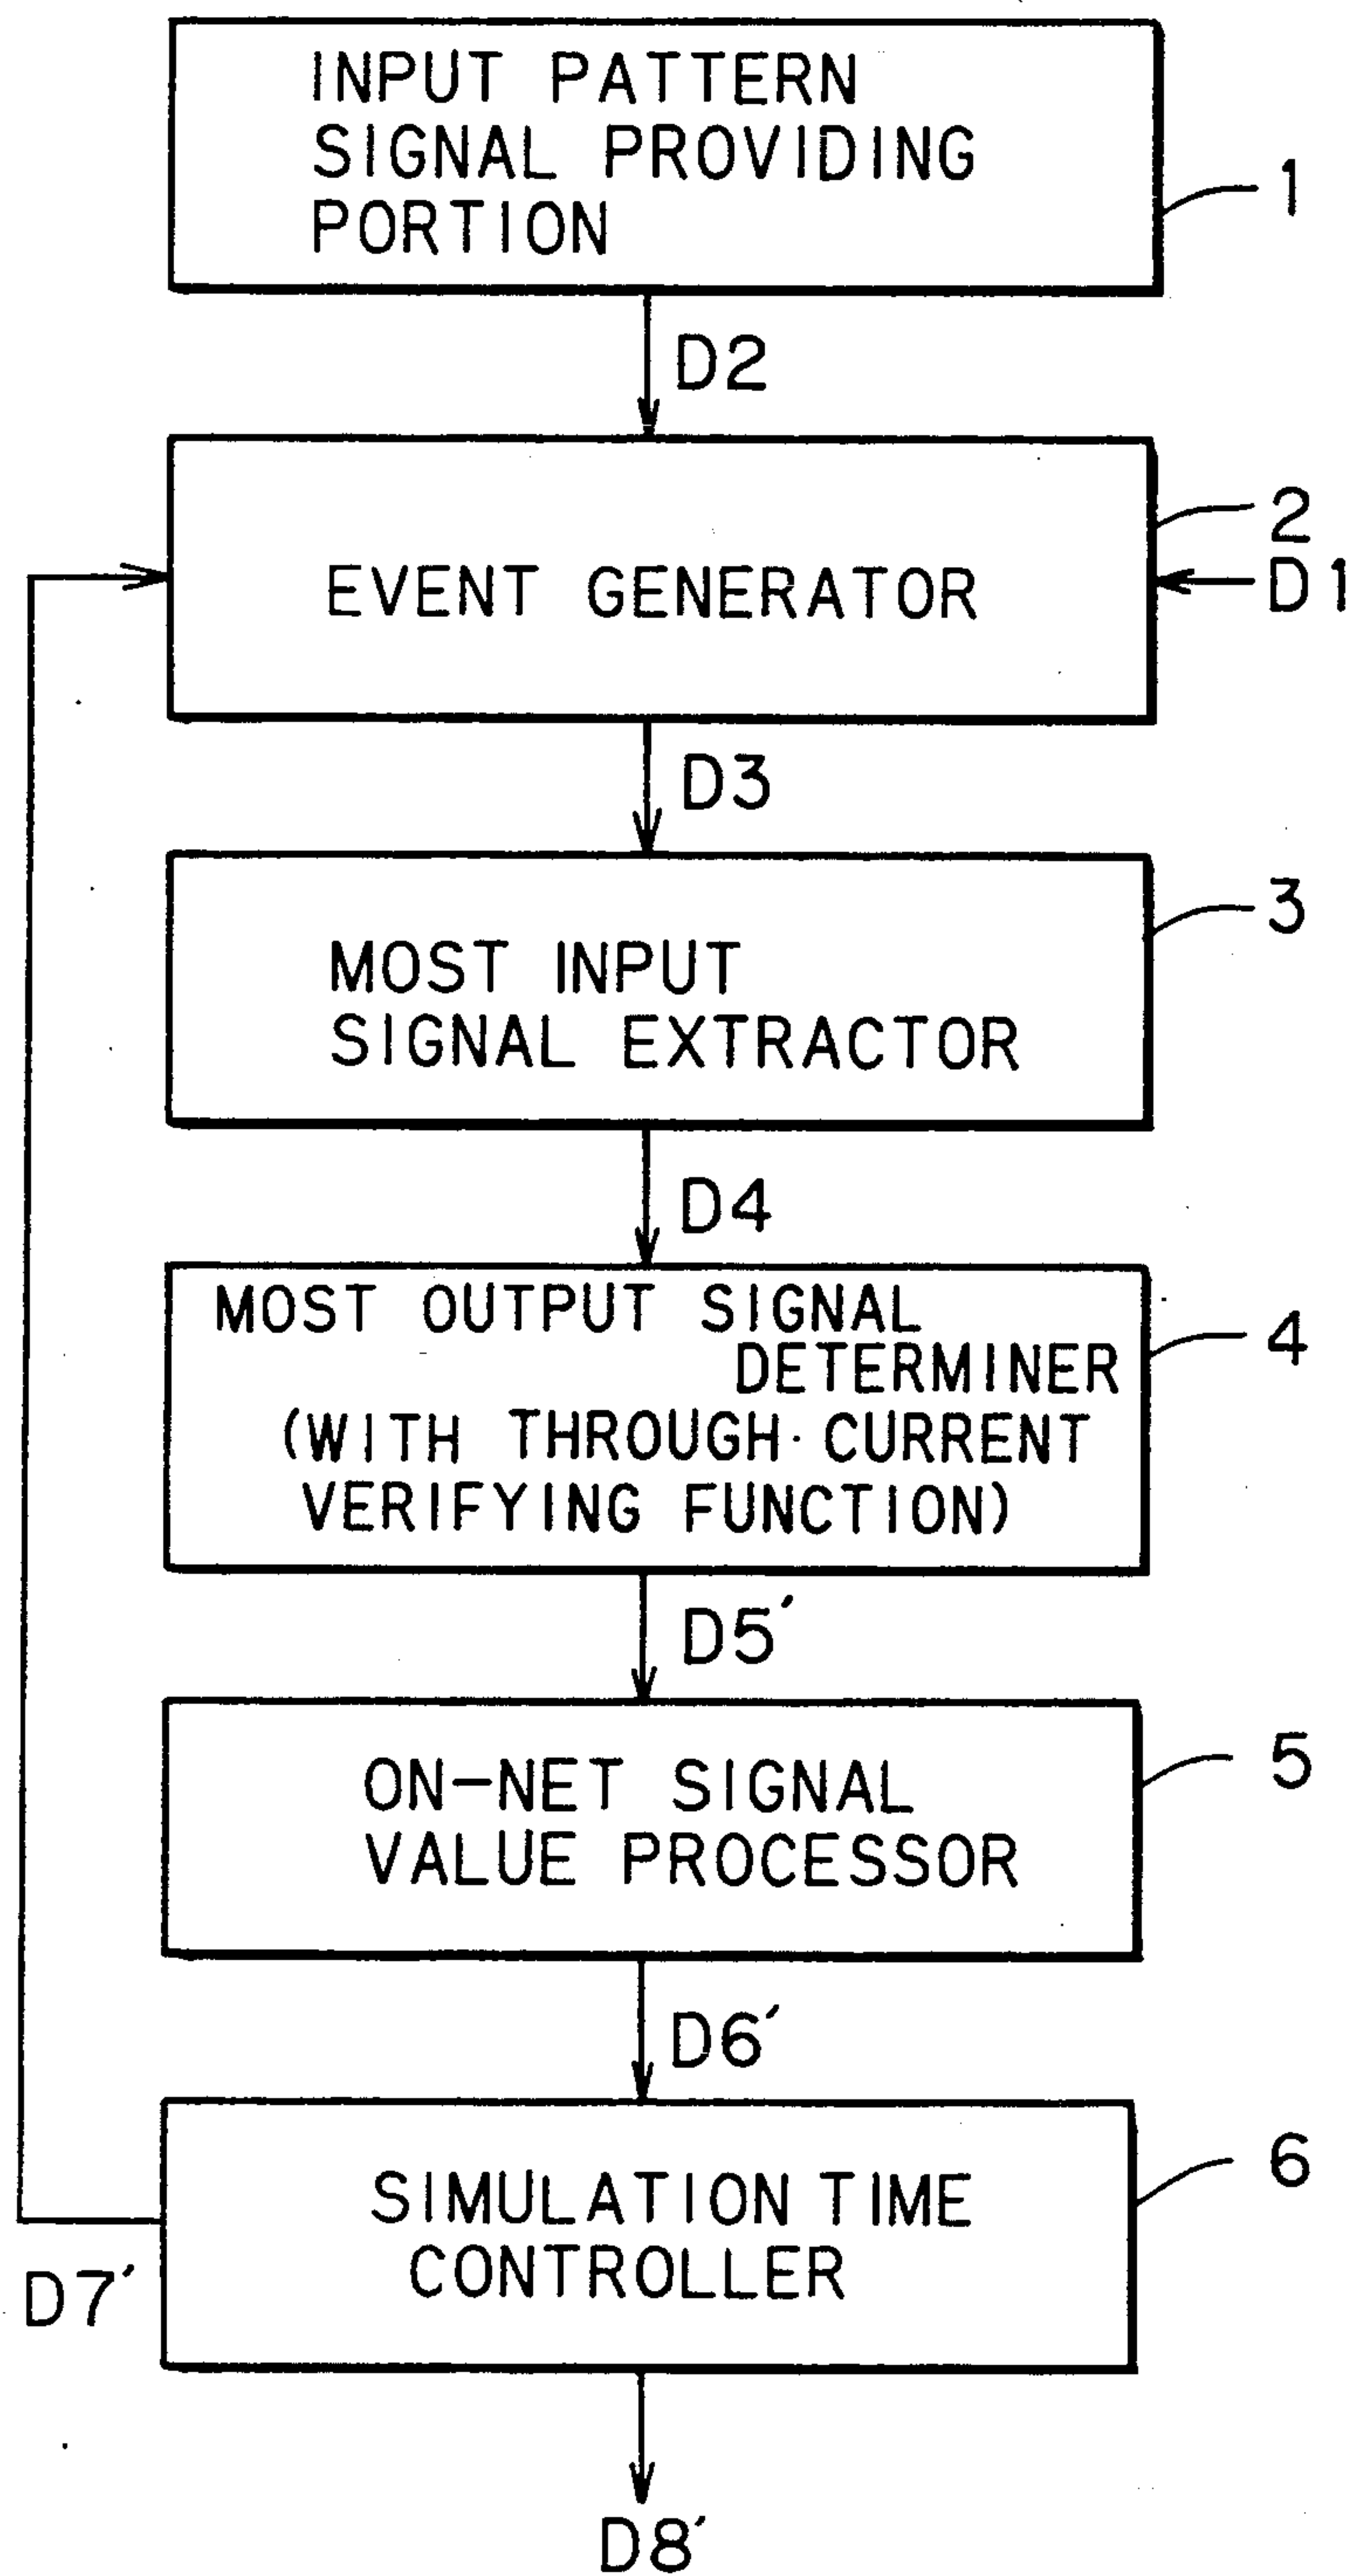 INPUT PATTERN
SIGNAL PROVIDING
PORTION
1
D2
2
EVENT GENERATOR
D1
D3
3
MOST INPUT
SIGNAL EXTRACTOR
D4
MOST OUTPUT SIGNAL
DETERMINER
4
(WITH THROUGH CURRENT
VERIFYING FUNCTION)
D5′
5
ON-NET SIGNAL
VALUE PROCESSOR
D6′
6
SIMULATION TIME
CONTROLLER
D7′
D8′